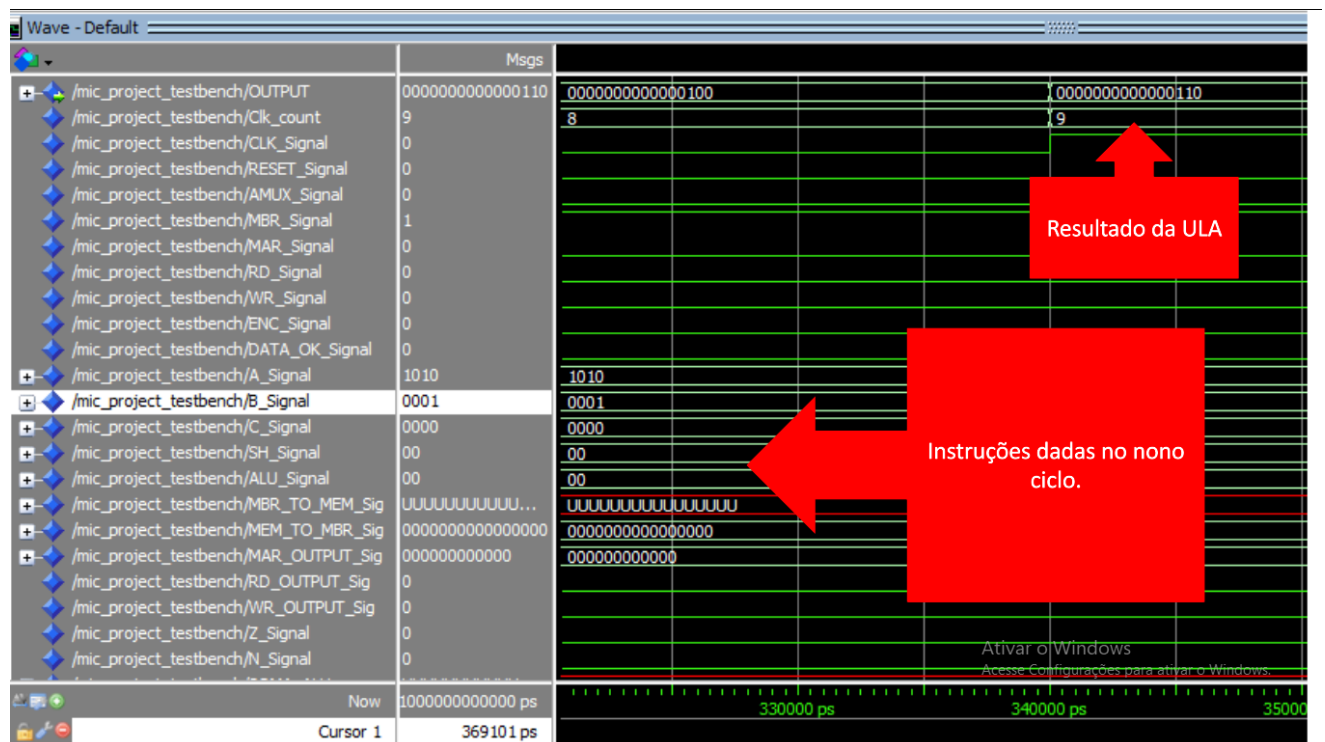 Wave - Default
Msgs
/mic_project_testbench/OUTPUT 0000000000000110 0000000000000100 0000000000000110
/mic_project_testbench/Clk_count 9 8 9
/mic_project_testbench/CLK_Signal 0
/mic_project_testbench/RESET_Signal 0
/mic_project_testbench/AMUX_Signal 0
/mic_project_testbench/MBR_Signal 1
/mic_project_testbench/MAR_Signal 0
/mic_project_testbench/RD_Signal 0
/mic_project_testbench/WR_Signal 0
/mic_project_testbench/ENC_Signal 0
/mic_project_testbench/DATA_OK_Signal 0
/mic_project_testbench/A_Signal 1010 1010
/mic_project_testbench/B_Signal 0001 0001
/mic_project_testbench/C_Signal 0000 0000
/mic_project_testbench/SH_Signal 00 00
/mic_project_testbench/ALU_Signal 00 00
/mic_project_testbench/MBR_TO_MEM_Sig UUUUUUUUUUUU... UUUUUUUUUUUUUUUU
/mic_project_testbench/MEM_TO_MBR_Sig 0000000000000000 0000000000000000
/mic_project_testbench/MAR_OUTPUT_Sig 000000000000 000000000000
/mic_project_testbench/RD_OUTPUT_Sig 0
/mic_project_testbench/WR_OUTPUT_Sig 0
/mic_project_testbench/Z_Signal 0
/mic_project_testbench/N_Signal 0
Resultado da ULA
Instruções dadas no nono
ciclo.
Ativar o Windows
Acesse Configurações para ativar o Windows.
Now 1000000000000 ps
330000 ps 340000 ps 35000
Cursor 1 369101 ps